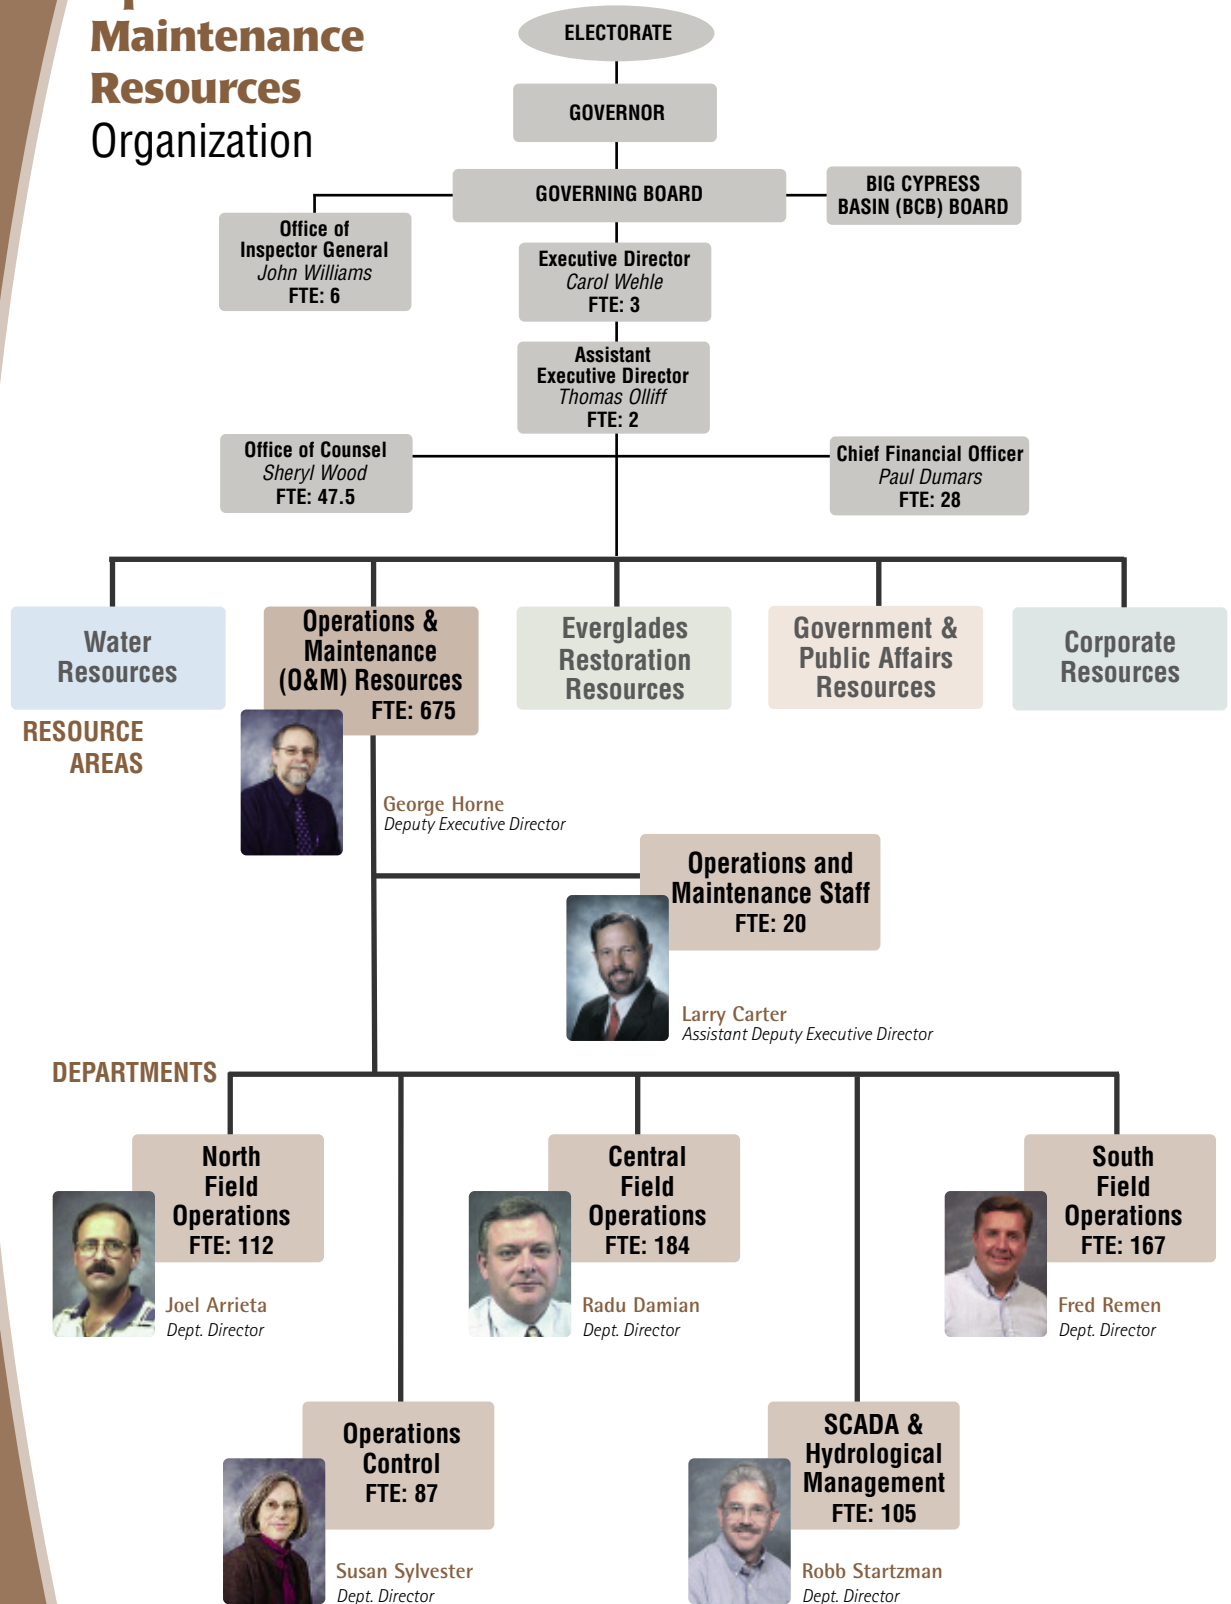 Maintenance
Resources
Organization
ELECTORATE
GOVERNOR
GOVERNING BOARD
BIG CYPRESS
BASIN (BCB) BOARD
Office of
Inspector General
John Williams
FTE: 6
Executive Director
Carol Wehle
FTE: 3
Assistant
Executive Director
Thomas Olliff
FTE: 2
Office of Counsel
Sheryl Wood
FTE: 47.5
Chief Financial Officer
Paul Dumars
FTE: 28
Water
Resources
Operations &
Maintenance
(O&M) Resources
FTE: 675
Everglades
Restoration
Resources
Government &
Public Affairs
Resources
Corporate
Resources
RESOURCE
AREAS
George Horne
Deputy Executive Director
Operations and
Maintenance Staff
FTE: 20
Larry Carter
Assistant Deputy Executive Director
DEPARTMENTS
North
Field
Operations
FTE: 112
Joel Arrieta
Dept. Director
Central
Field
Operations
FTE: 184
Radu Damian
Dept. Director
South
Field
Operations
FTE: 167
Fred Remen
Dept. Director
Operations
Control
FTE: 87
Susan Sylvester
Dept. Director
SCADA &
Hydrological
Management
FTE: 105
Robb Startzman
Dept. Director